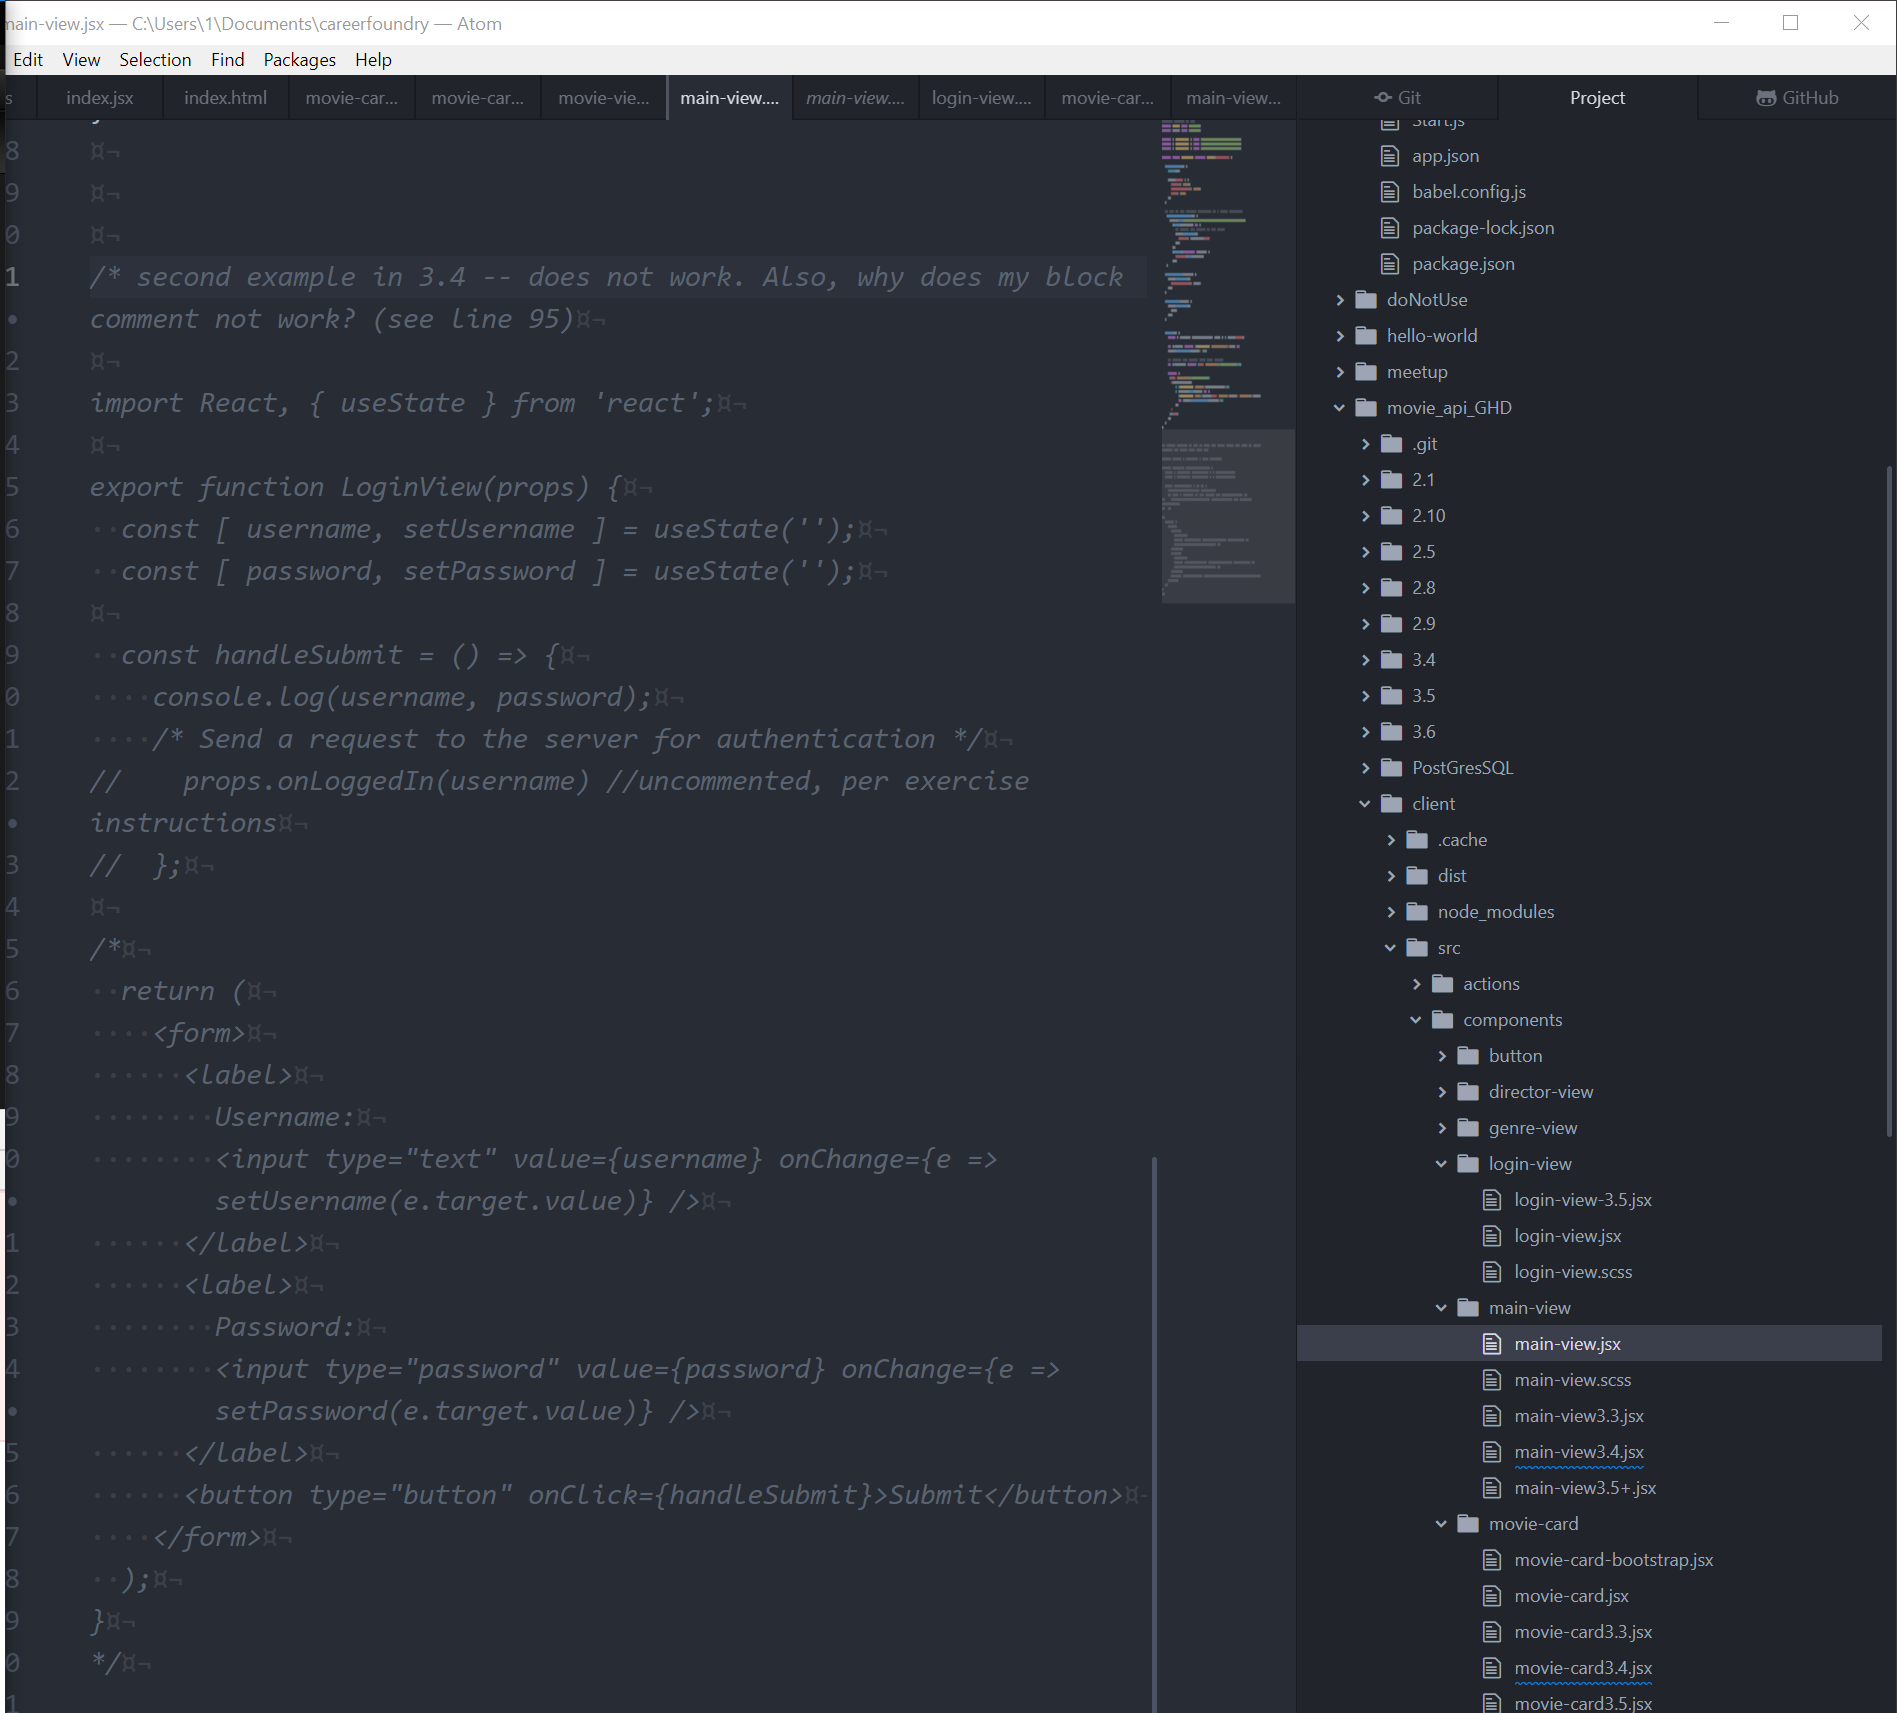 main-view.jsx — C:\Users\1\Documents\careerfoundry — Atom
Edit View Selection Find Packages Help
s index.jsx index.html movie-car... movie-car... movie-vie... main-view.... main-view.... login-view.... movie-car... main-view...
Git Project GitHub
8 ¤¬
9 ¤¬
0 ¤¬
1 /* second example in 3.4 -- does not work. Also, why does my block
• comment not work? (see line 95)¤¬
2 ¤¬
3 import React, { useState } from 'react';¤¬
4 ¤¬
5 export function LoginView(props) {¤¬
6 ··const [ username, setUsername ] = useState('');¤¬
7 ··const [ password, setPassword ] = useState('');¤¬
8 ¤¬
9 ··const handleSubmit = () => {¤¬
0 ····console.log(username, password);¤¬
1 ····/* Send a request to the server for authentication */¤¬
2 //    props.onLoggedIn(username) //uncommented, per exercise
• instructions¤¬
3 //  };¤¬
4 ¤¬
5 /*¤¬
6 ··return (¤¬
7 ····<form>¤¬
8 ······<label>¤¬
9 ········Username:¤¬
0 ········<input type="text" value={username} onChange={e =>
• setUsername(e.target.value)} />¤¬
1 ······</label>¤¬
2 ······<label>¤¬
3 ········Password:¤¬
4 ········<input type="password" value={password} onChange={e =>
• setPassword(e.target.value)} />¤¬
5 ······</label>¤¬
6 ······<button type="button" onClick={handleSubmit}>Submit</button>¤¬
7 ····</form>¤¬
8 ··);¤¬
9 }¤¬
0 */¤¬
1
Start.js
app.json
babel.config.js
package-lock.json
package.json
doNotUse
hello-world
meetup
movie_api_GHD
.git
2.1
2.10
2.5
2.8
2.9
3.4
3.5
3.6
PostGresSQL
client
.cache
dist
node_modules
src
actions
components
button
director-view
genre-view
login-view
login-view-3.5.jsx
login-view.jsx
login-view.scss
main-view
main-view.jsx
main-view.scss
main-view3.3.jsx
main-view3.4.jsx
main-view3.5+.jsx
movie-card
movie-card-bootstrap.jsx
movie-card.jsx
movie-card3.3.jsx
movie-card3.4.jsx
movie-card3.5.jsx